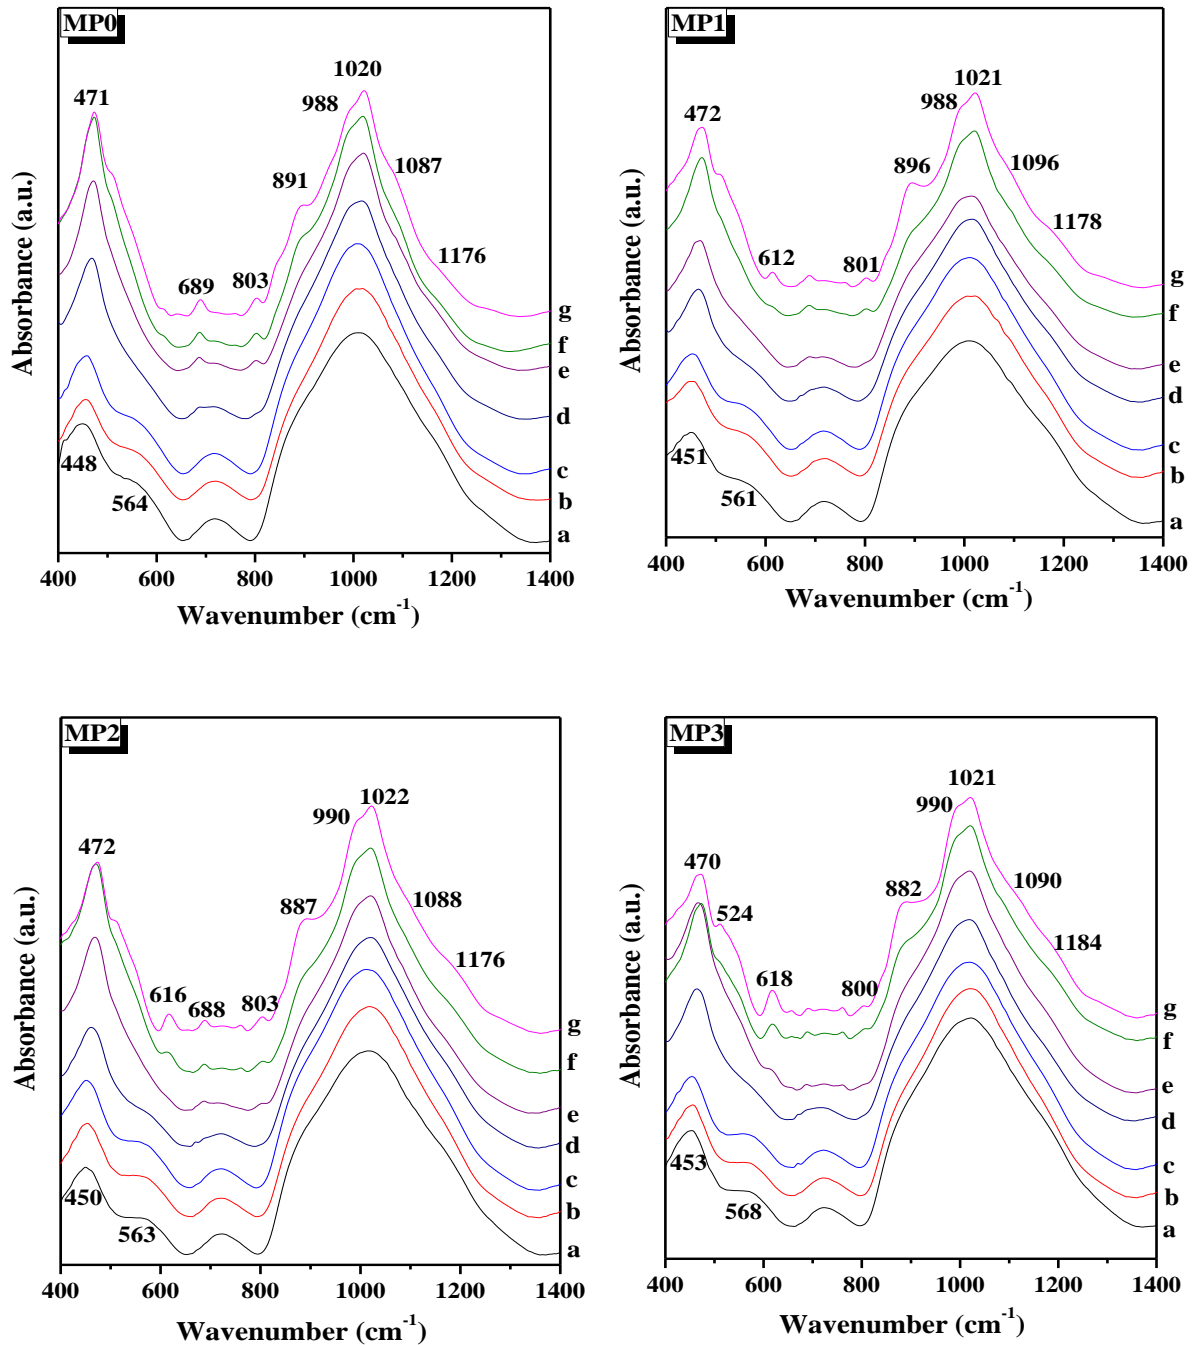 MP0
1020
471
988
1087
891
1176
689
803
g
f
e
d
c
448
b
564
a
400 600 800 1000 1200 1400
Wavenumber (cm-1)
Absorbance (a.u.)
MP1
1021
472
988
896
1096
1178
612
801
g
f
e
d
c
451
b
561
a
400 600 800 1000 1200 1400
Wavenumber (cm-1)
Absorbance (a.u.)
MP2
1022
990
472
1088
887
1176
616
688
803
g
f
e
d
c
450
b
563
a
400 600 800 1000 1200 1400
Wavenumber (cm-1)
Absorbance (a.u.)
MP3
1021
990
470
882
1090
524
1184
618
800
g
f
e
d
c
453
b
568
a
400 600 800 1000 1200 1400
Wavenumber (cm-1)
Absorbance (a.u.)